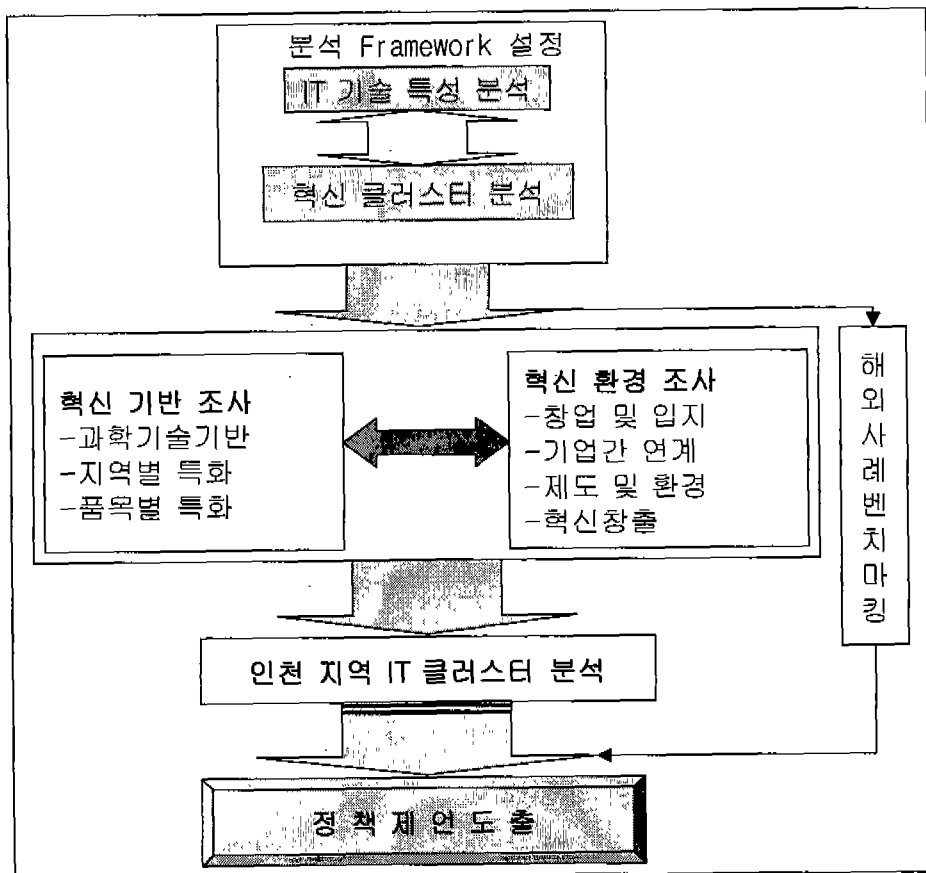 분석 Framework 설정
IT 기술 특성 분석
혁신 클러스터 분석
혁신 기반 조사
-과학기술기반
-지역별 특화
-품목별 특화
혁신 환경 조사
-창업 및 입지
-기업간 연계
-제도 및 환경
-혁신창출
해외사례벤치마킹
인천 지역 IT 클러스터 분석
정책제언도출